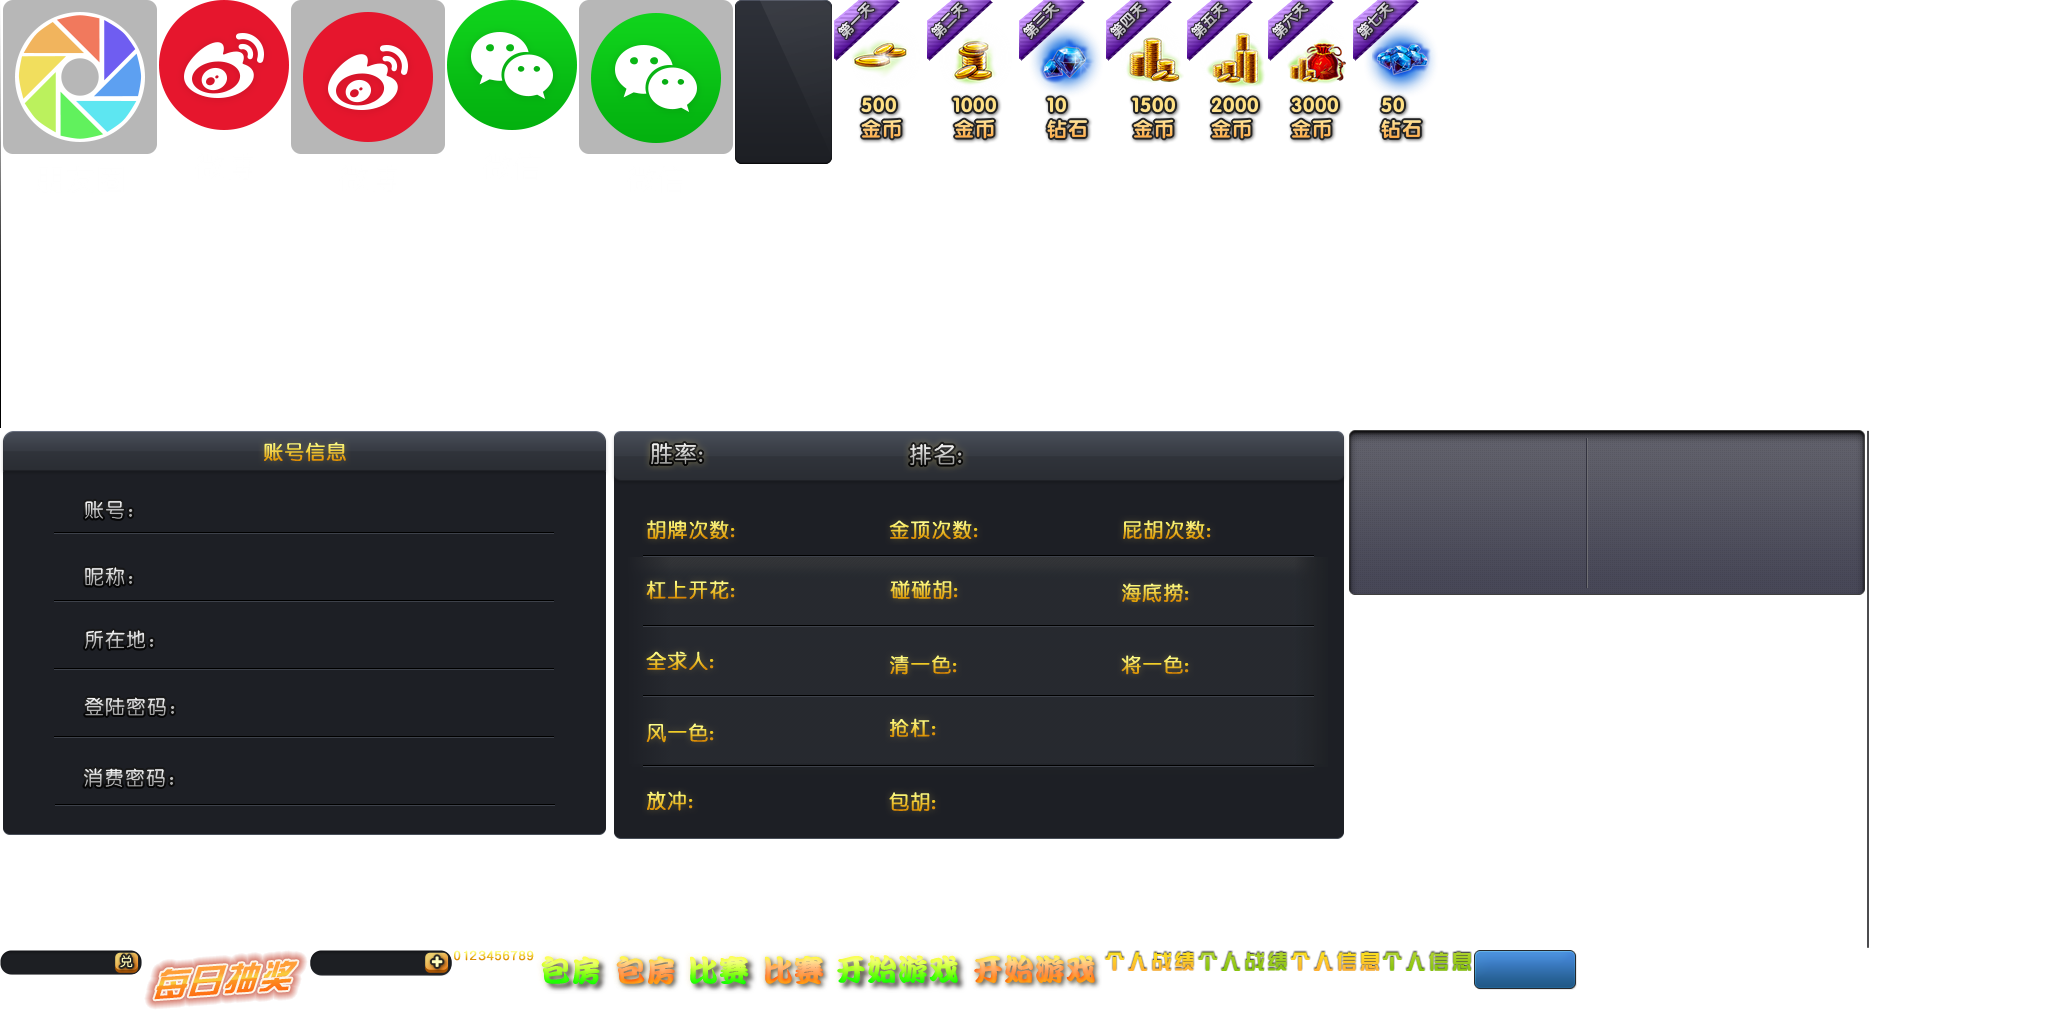 第一天
第二天
第三天
第四天
第五天
第六天
第七天
500
金币
1000
金币
10
钻石
1500
金币
2000
金币
3000
金币
50
钻石
账号信息
账号:
昵称:
所在地:
登陆密码:
消费密码:
胜率:
排名:
胡牌次数:
金顶次数:
屁胡次数:
杠上开花:
碰碰胡:
海底捞:
全求人:
清一色:
将一色:
风一色:
抢杠:
放冲:
包胡:
兑
每日抽奖
0123456789
包房
包房
比赛
比赛
开始游戏
开始游戏
个人战绩
个人战绩
个人信息
个人信息